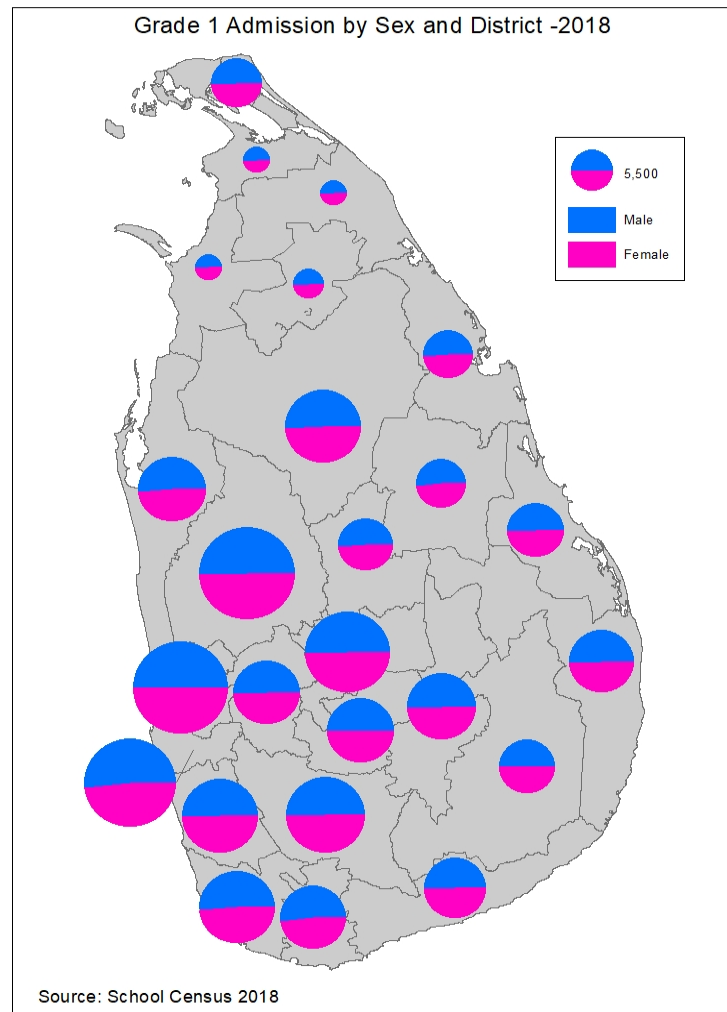 Grade 1 Admission by Sex and District -2018
5,500
Male
Female
Source: School Census 2018